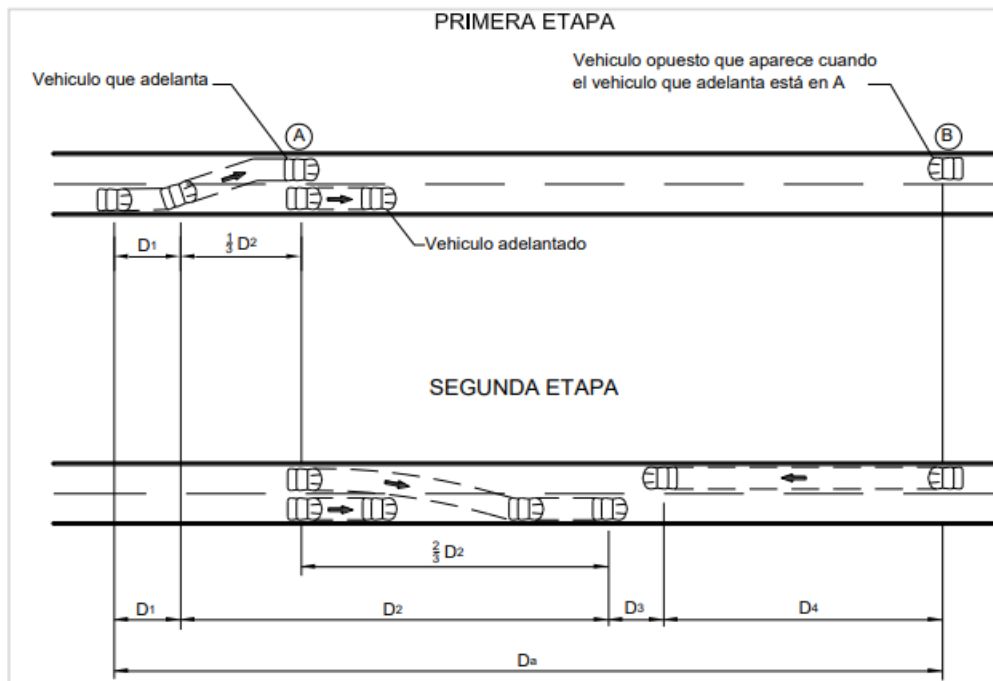 PRIMERA ETAPA
Vehiculo que adelanta
Vehiculo opuesto que aparece cuando
el vehiculo que adelanta está en A
A
B
Vehiculo adelantado
D1
1/3 D2
SEGUNDA ETAPA
2/3 D2
D1
D2
D3
D4
Da